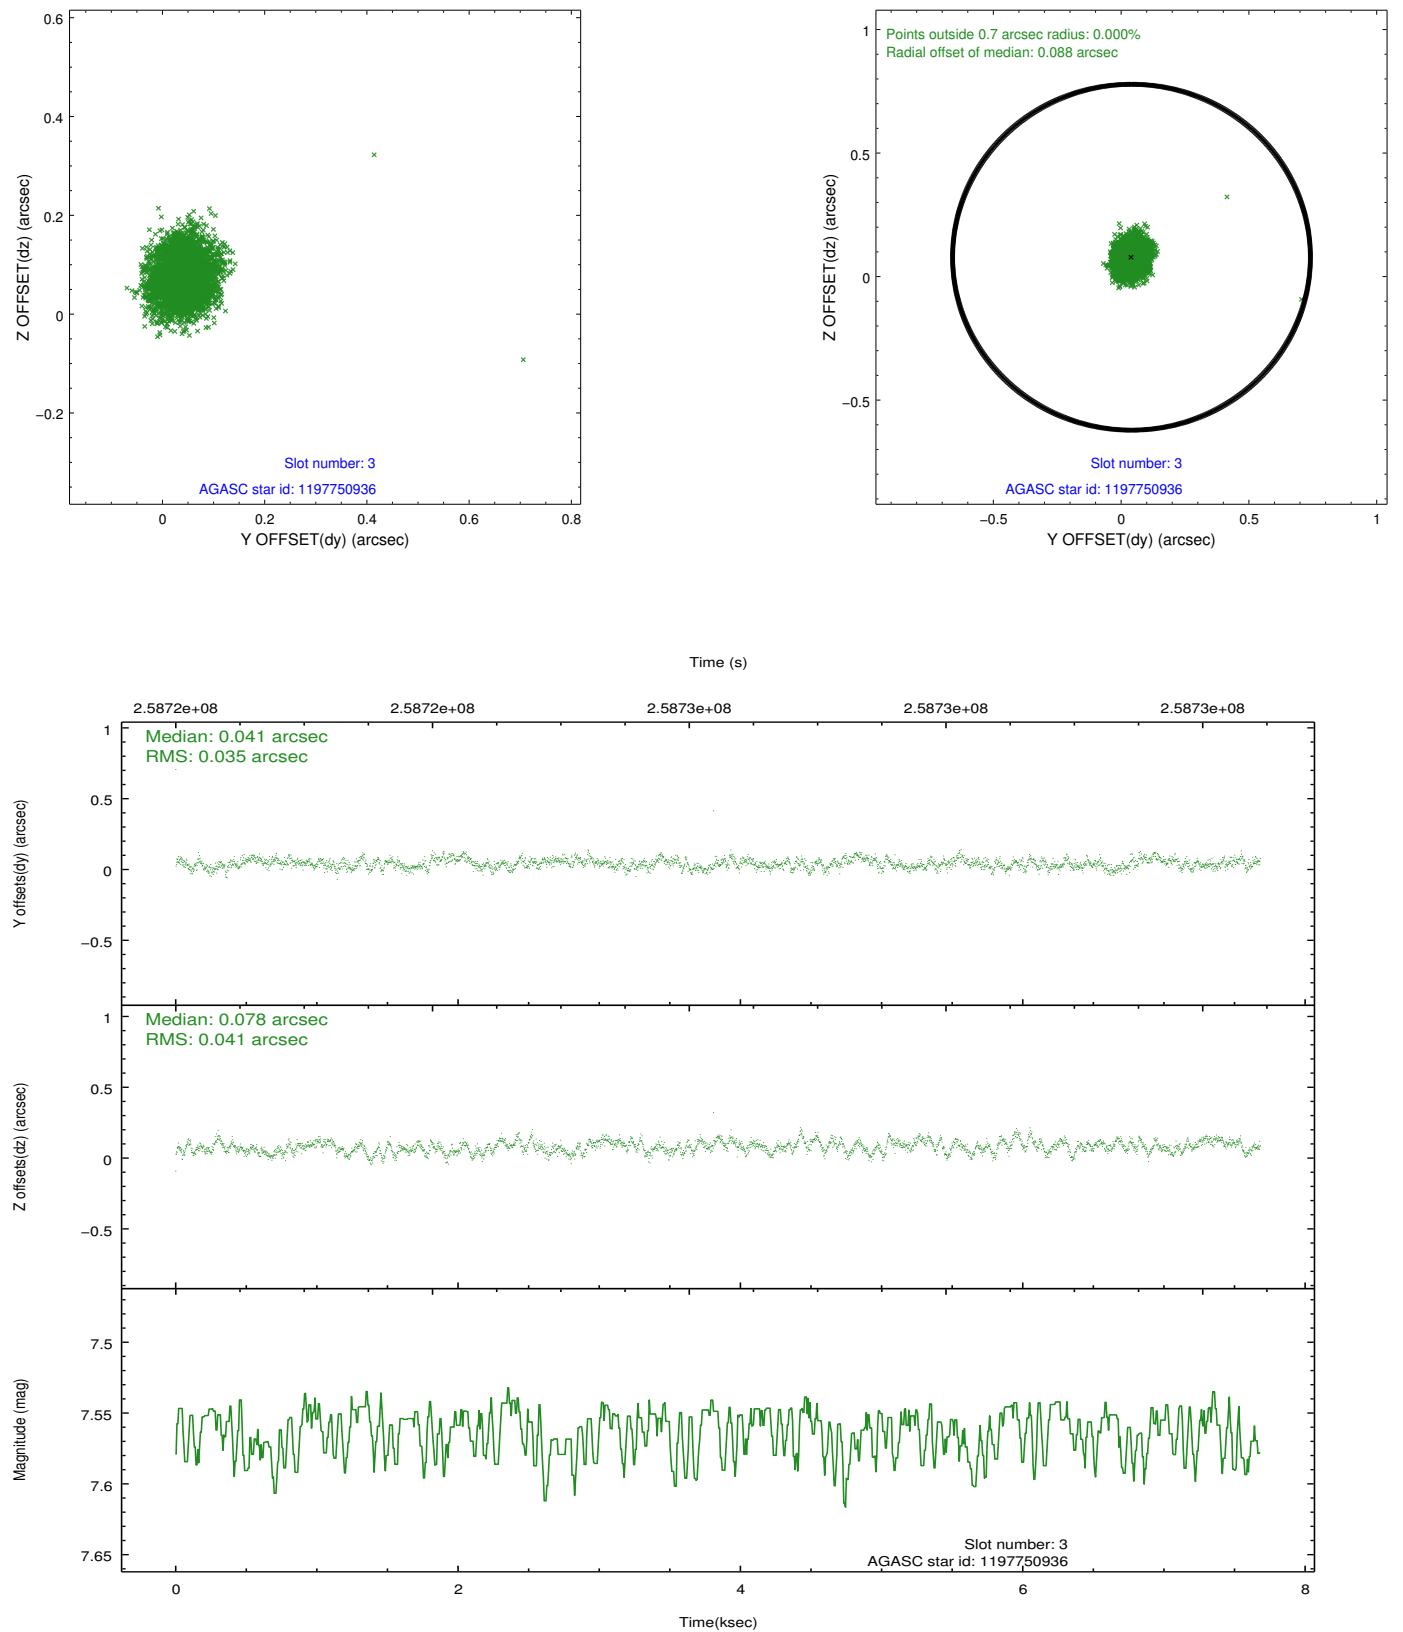 0.6
0.4
0.2
0
−0.2
Z OFFSET(dz) (arcsec)
Slot number: 3
AGASC star id: 1197750936
0 0.2 0.4 0.6 0.8
Y OFFSET(dy) (arcsec)
Points outside 0.7 arcsec radius: 0.000%
Radial offset of median: 0.088 arcsec
1
0.5
0
−0.5
Z OFFSET(dz) (arcsec)
Slot number: 3
AGASC star id: 1197750936
−0.5 0 0.5 1
Y OFFSET(dy) (arcsec)
Time (s)
2.5872e+08 2.5872e+08 2.5873e+08 2.5873e+08 2.5873e+08
Median: 0.041 arcsec
RMS: 0.035 arcsec
1
0.5
0
−0.5
Y offsets(dy) (arcsec)
Median: 0.078 arcsec
RMS: 0.041 arcsec
1
0.5
0
−0.5
Z offsets(dz) (arcsec)
7.5
7.55
7.6
7.65
Magnitude (mag)
Slot number: 3
AGASC star id: 1197750936
0 2 4 6 8
Time(ksec)